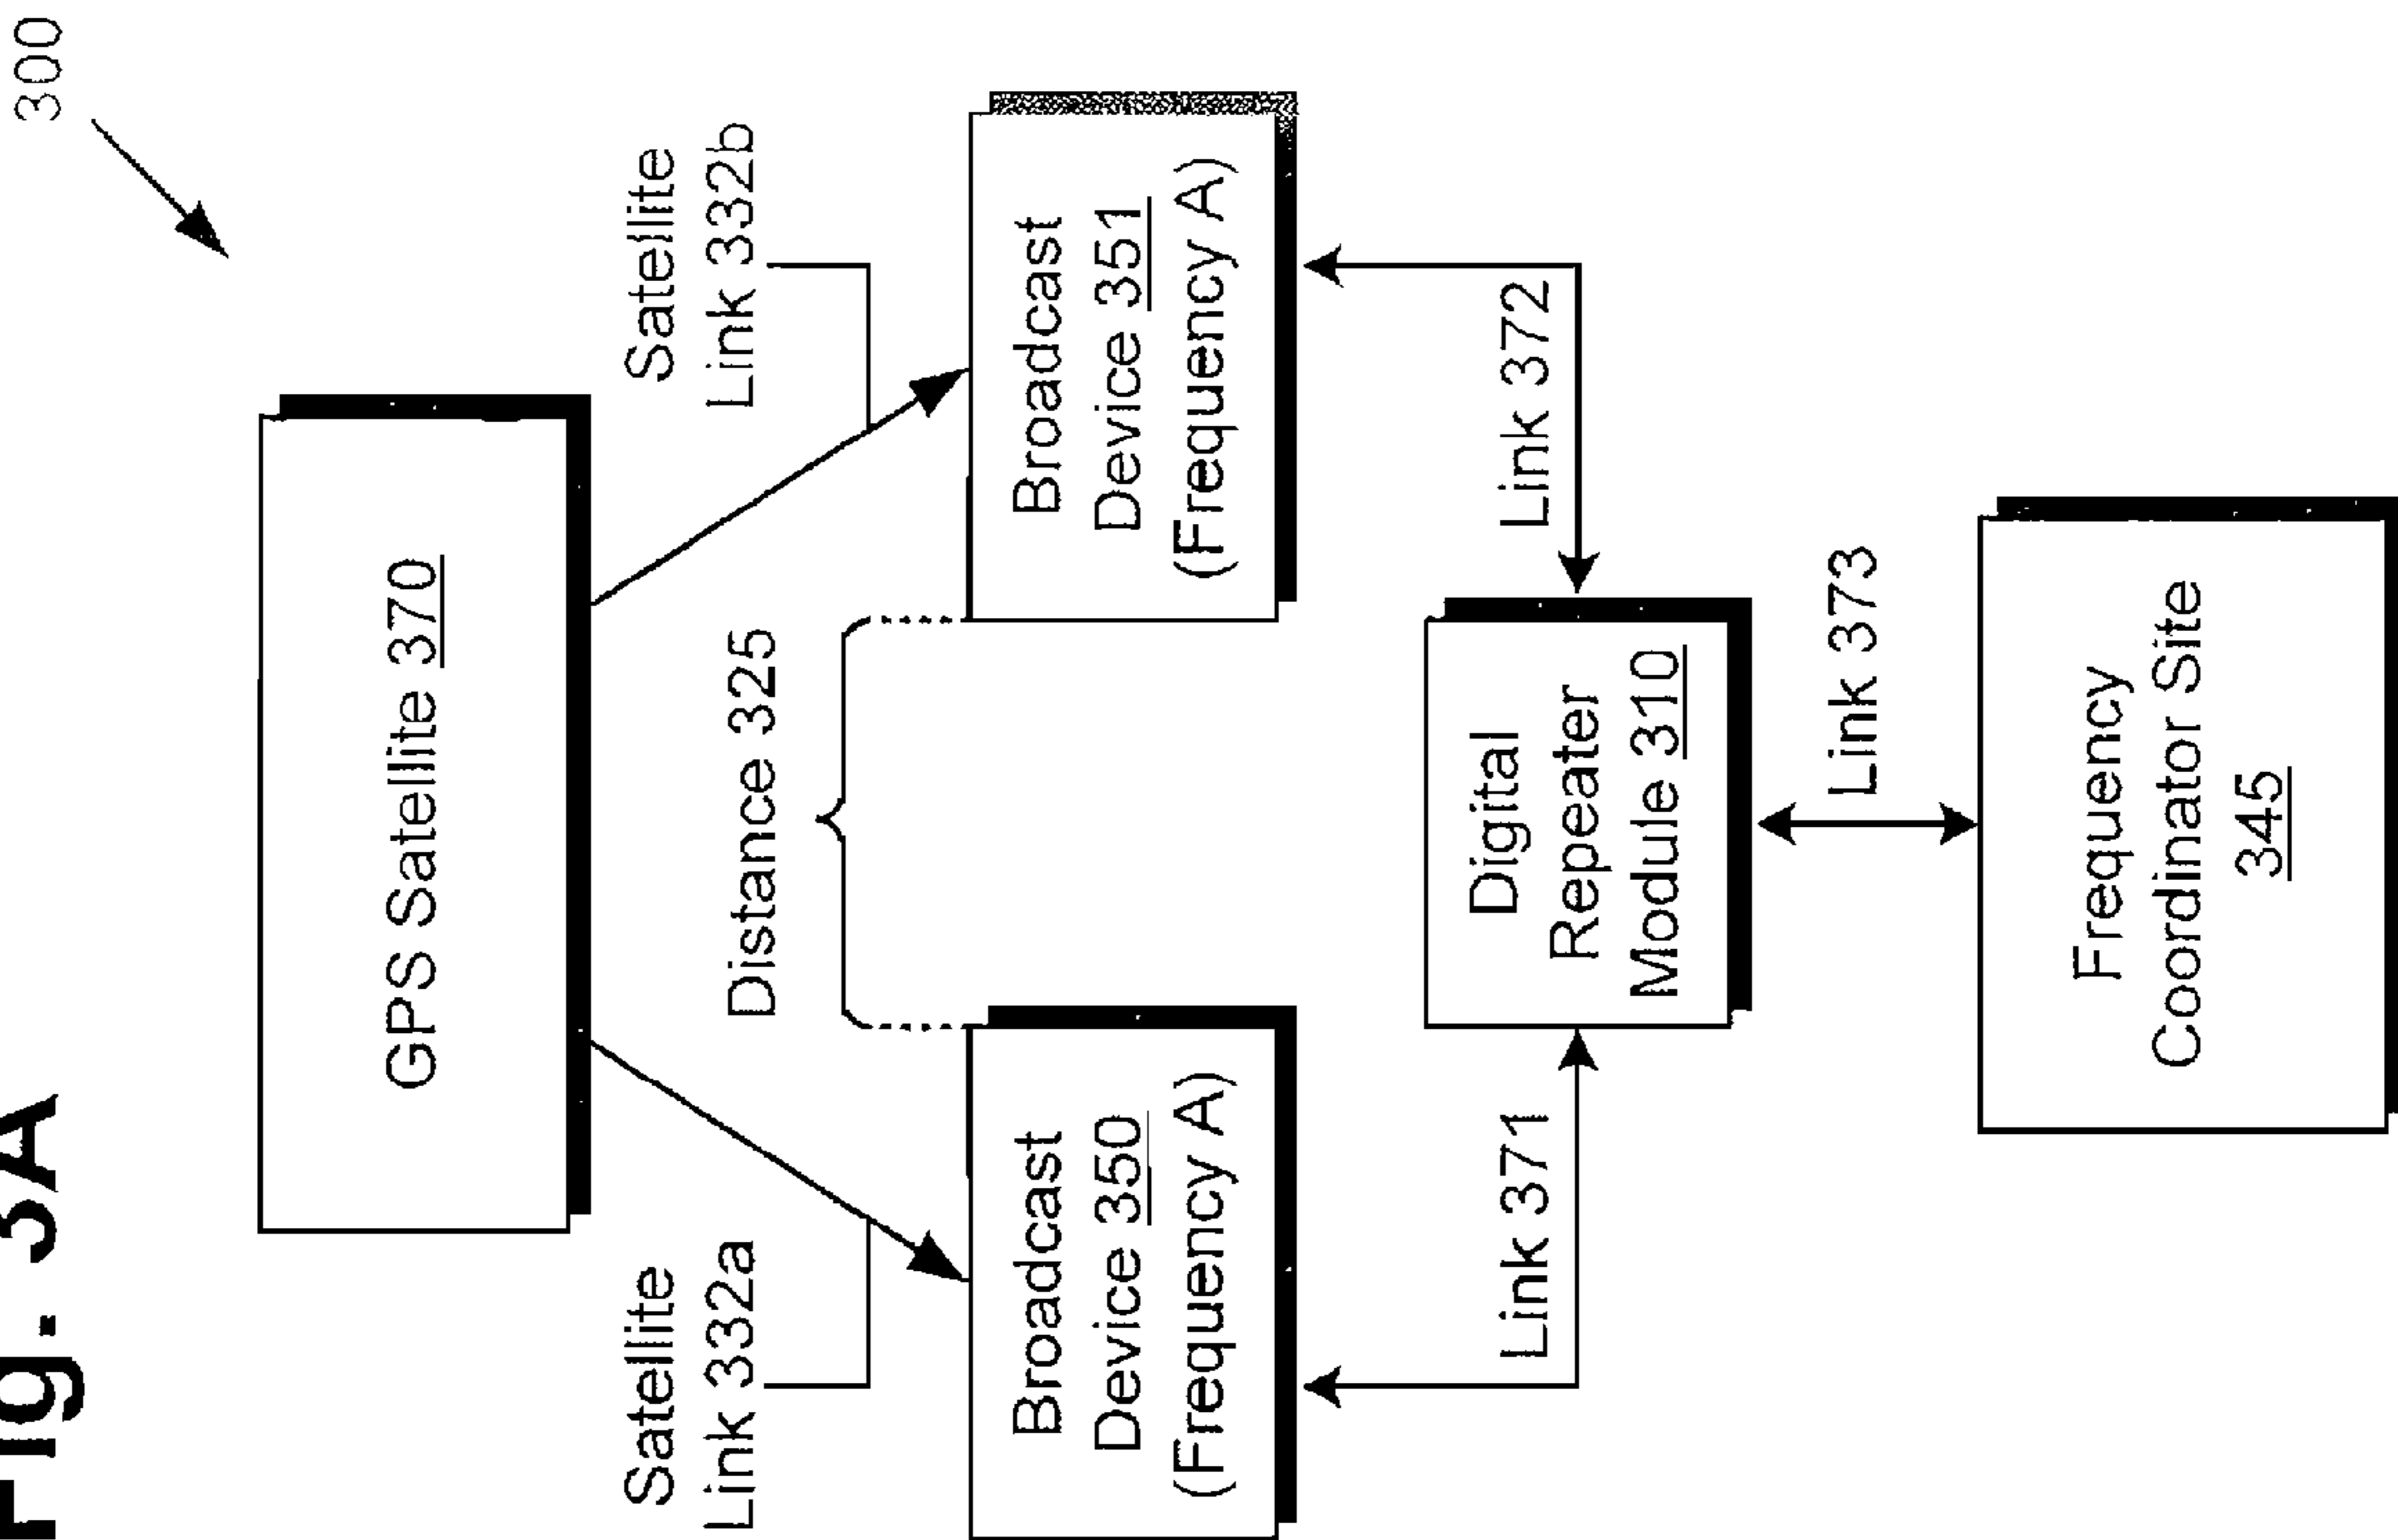 Fig. 3A
300
GPS Satellite 370
Satellite
Link 332a
Distance 325
Satellite
Link 332b
Broadcast
Device 350
(Frequency A)
Broadcast
Device 351
(Frequency A)
Link 371
Digital
Repeater
Module 310
Link 372
Link 373
Frequency
Coordinator Site
345